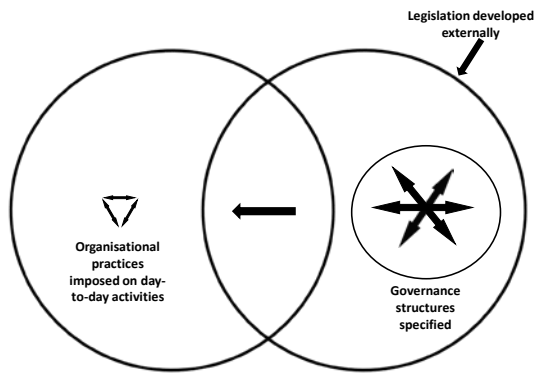 Legislation developed
externally
Organisational
practices
imposed on day-
to-day activities
Governance
structures
specified